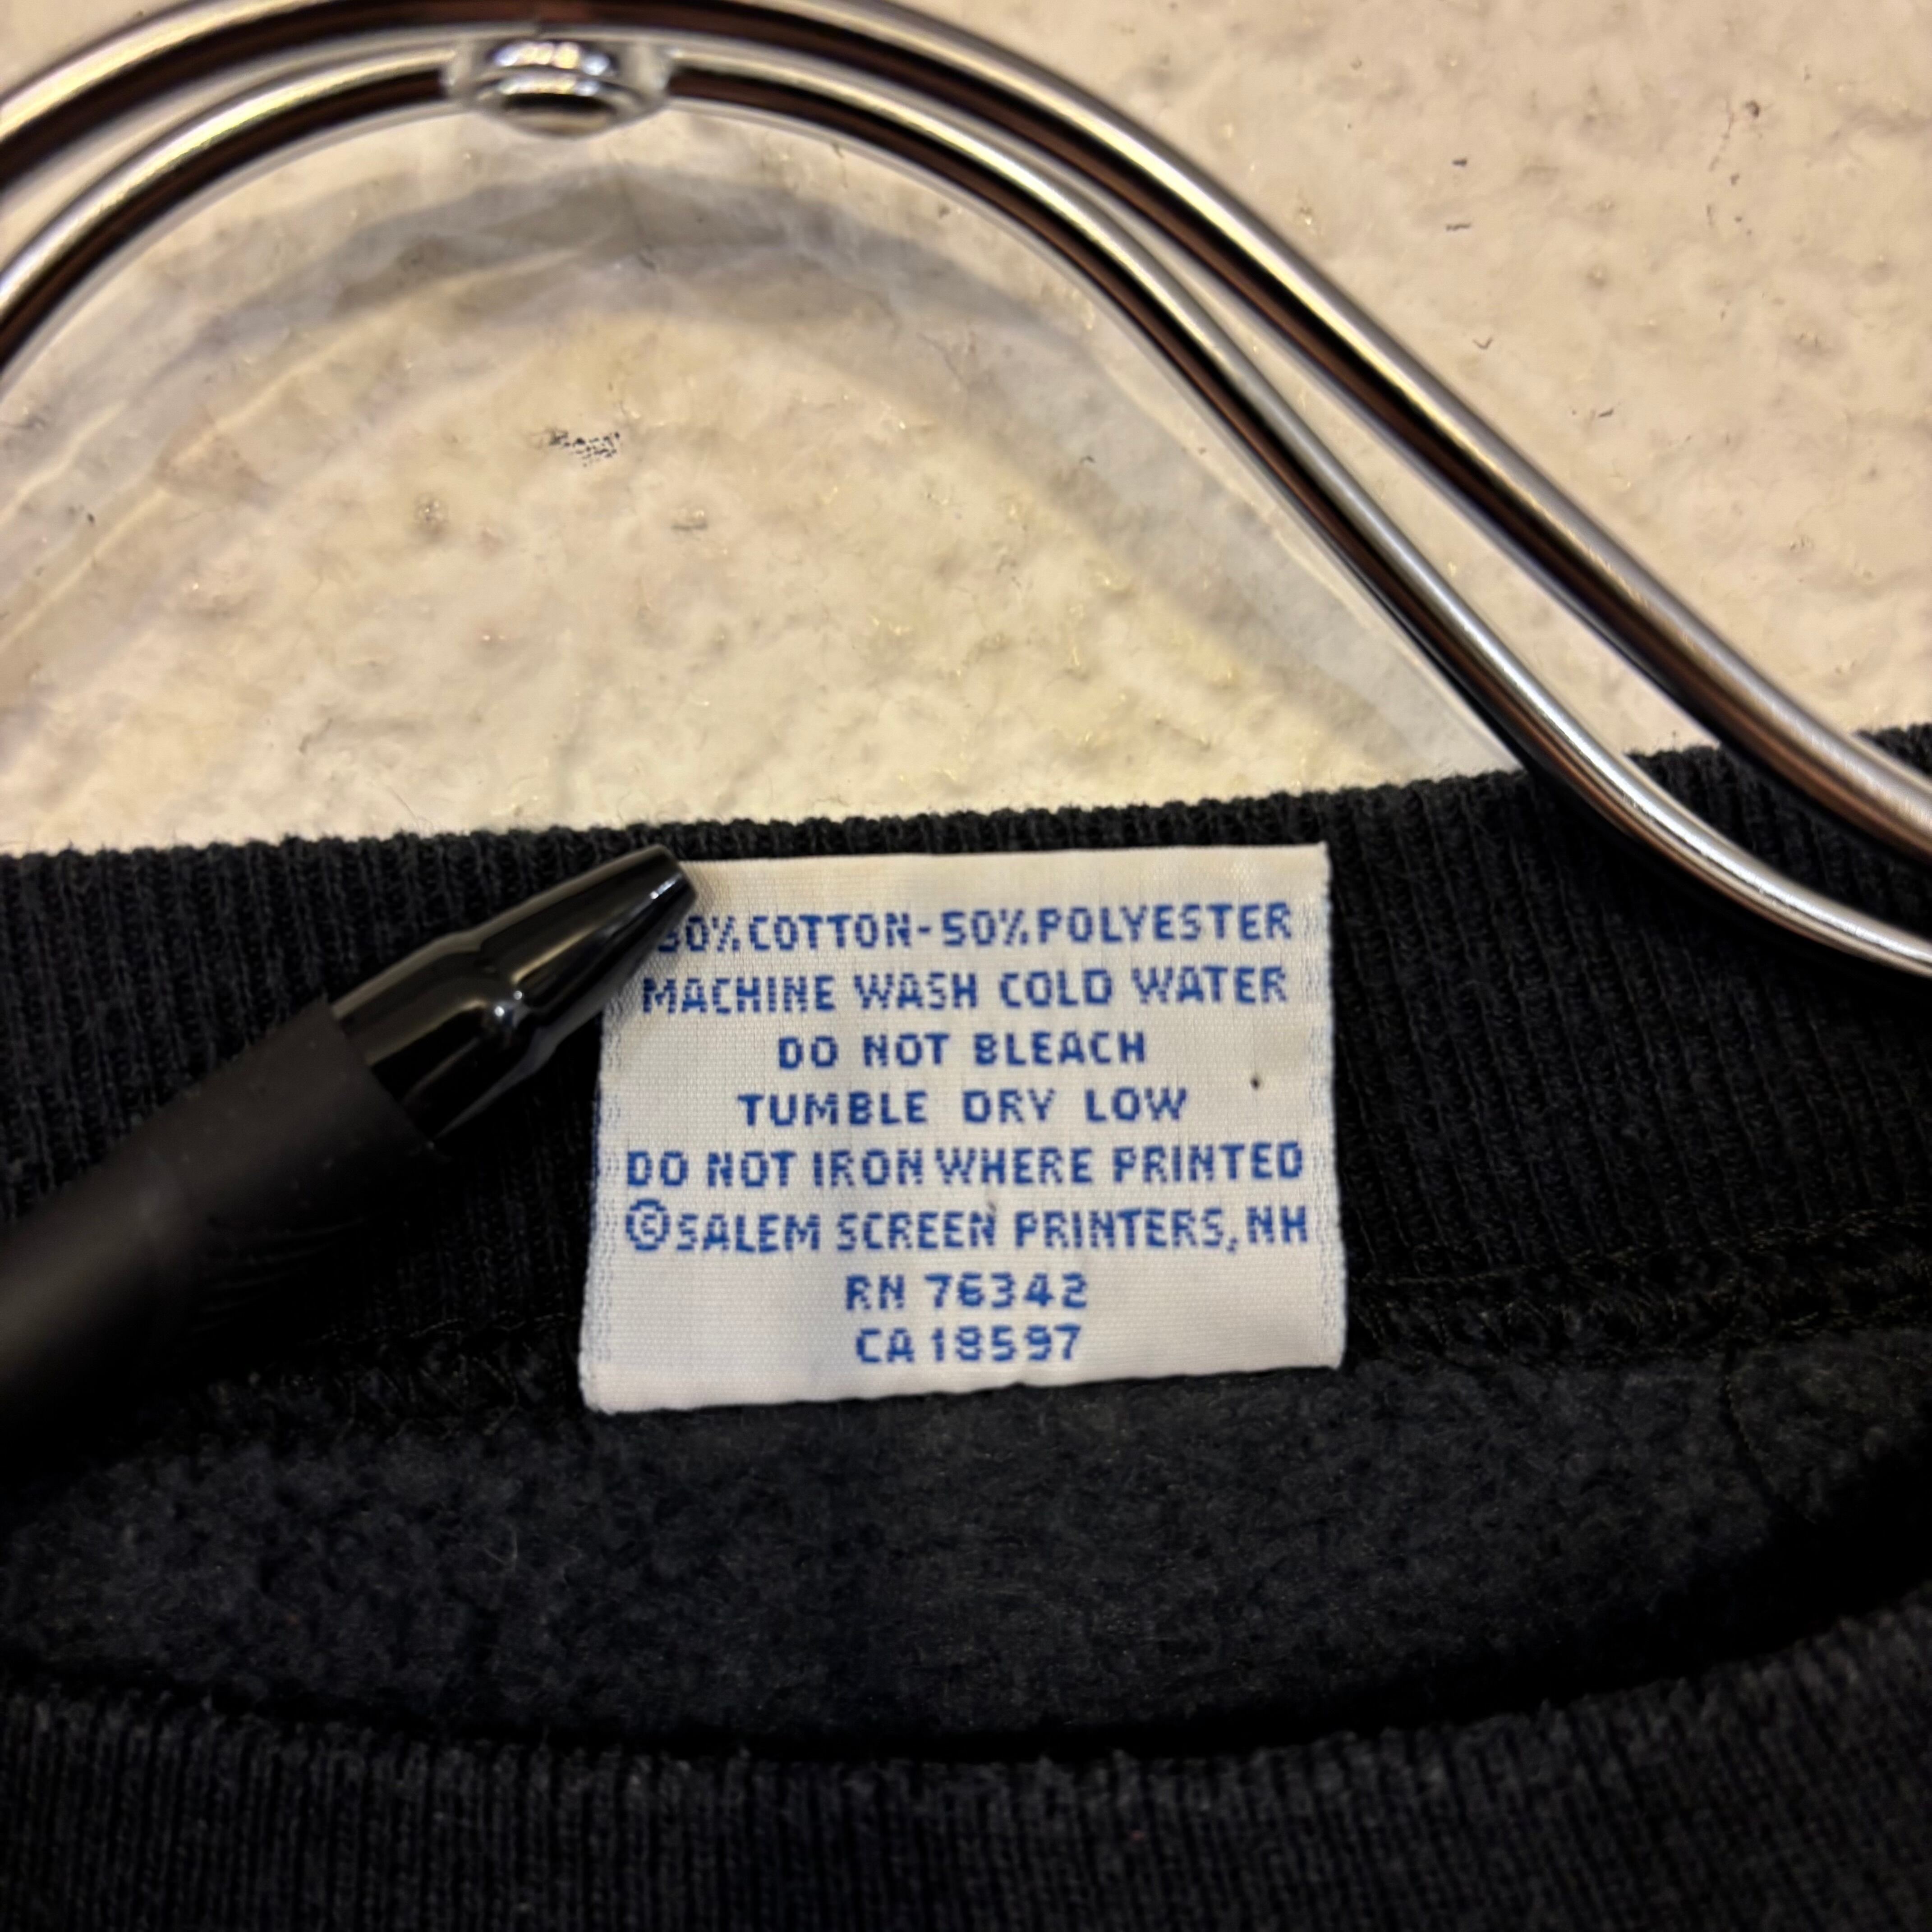 50% COTTON - 50% POLYESTER
MACHINE WASH COLD WATER
DO NOT BLEACH
TUMBLE DRY LOW
DO NOT IRON WHERE PRINTED
©SALEM SCREEN PRINTERS, NH
RN 76342
CA 18597